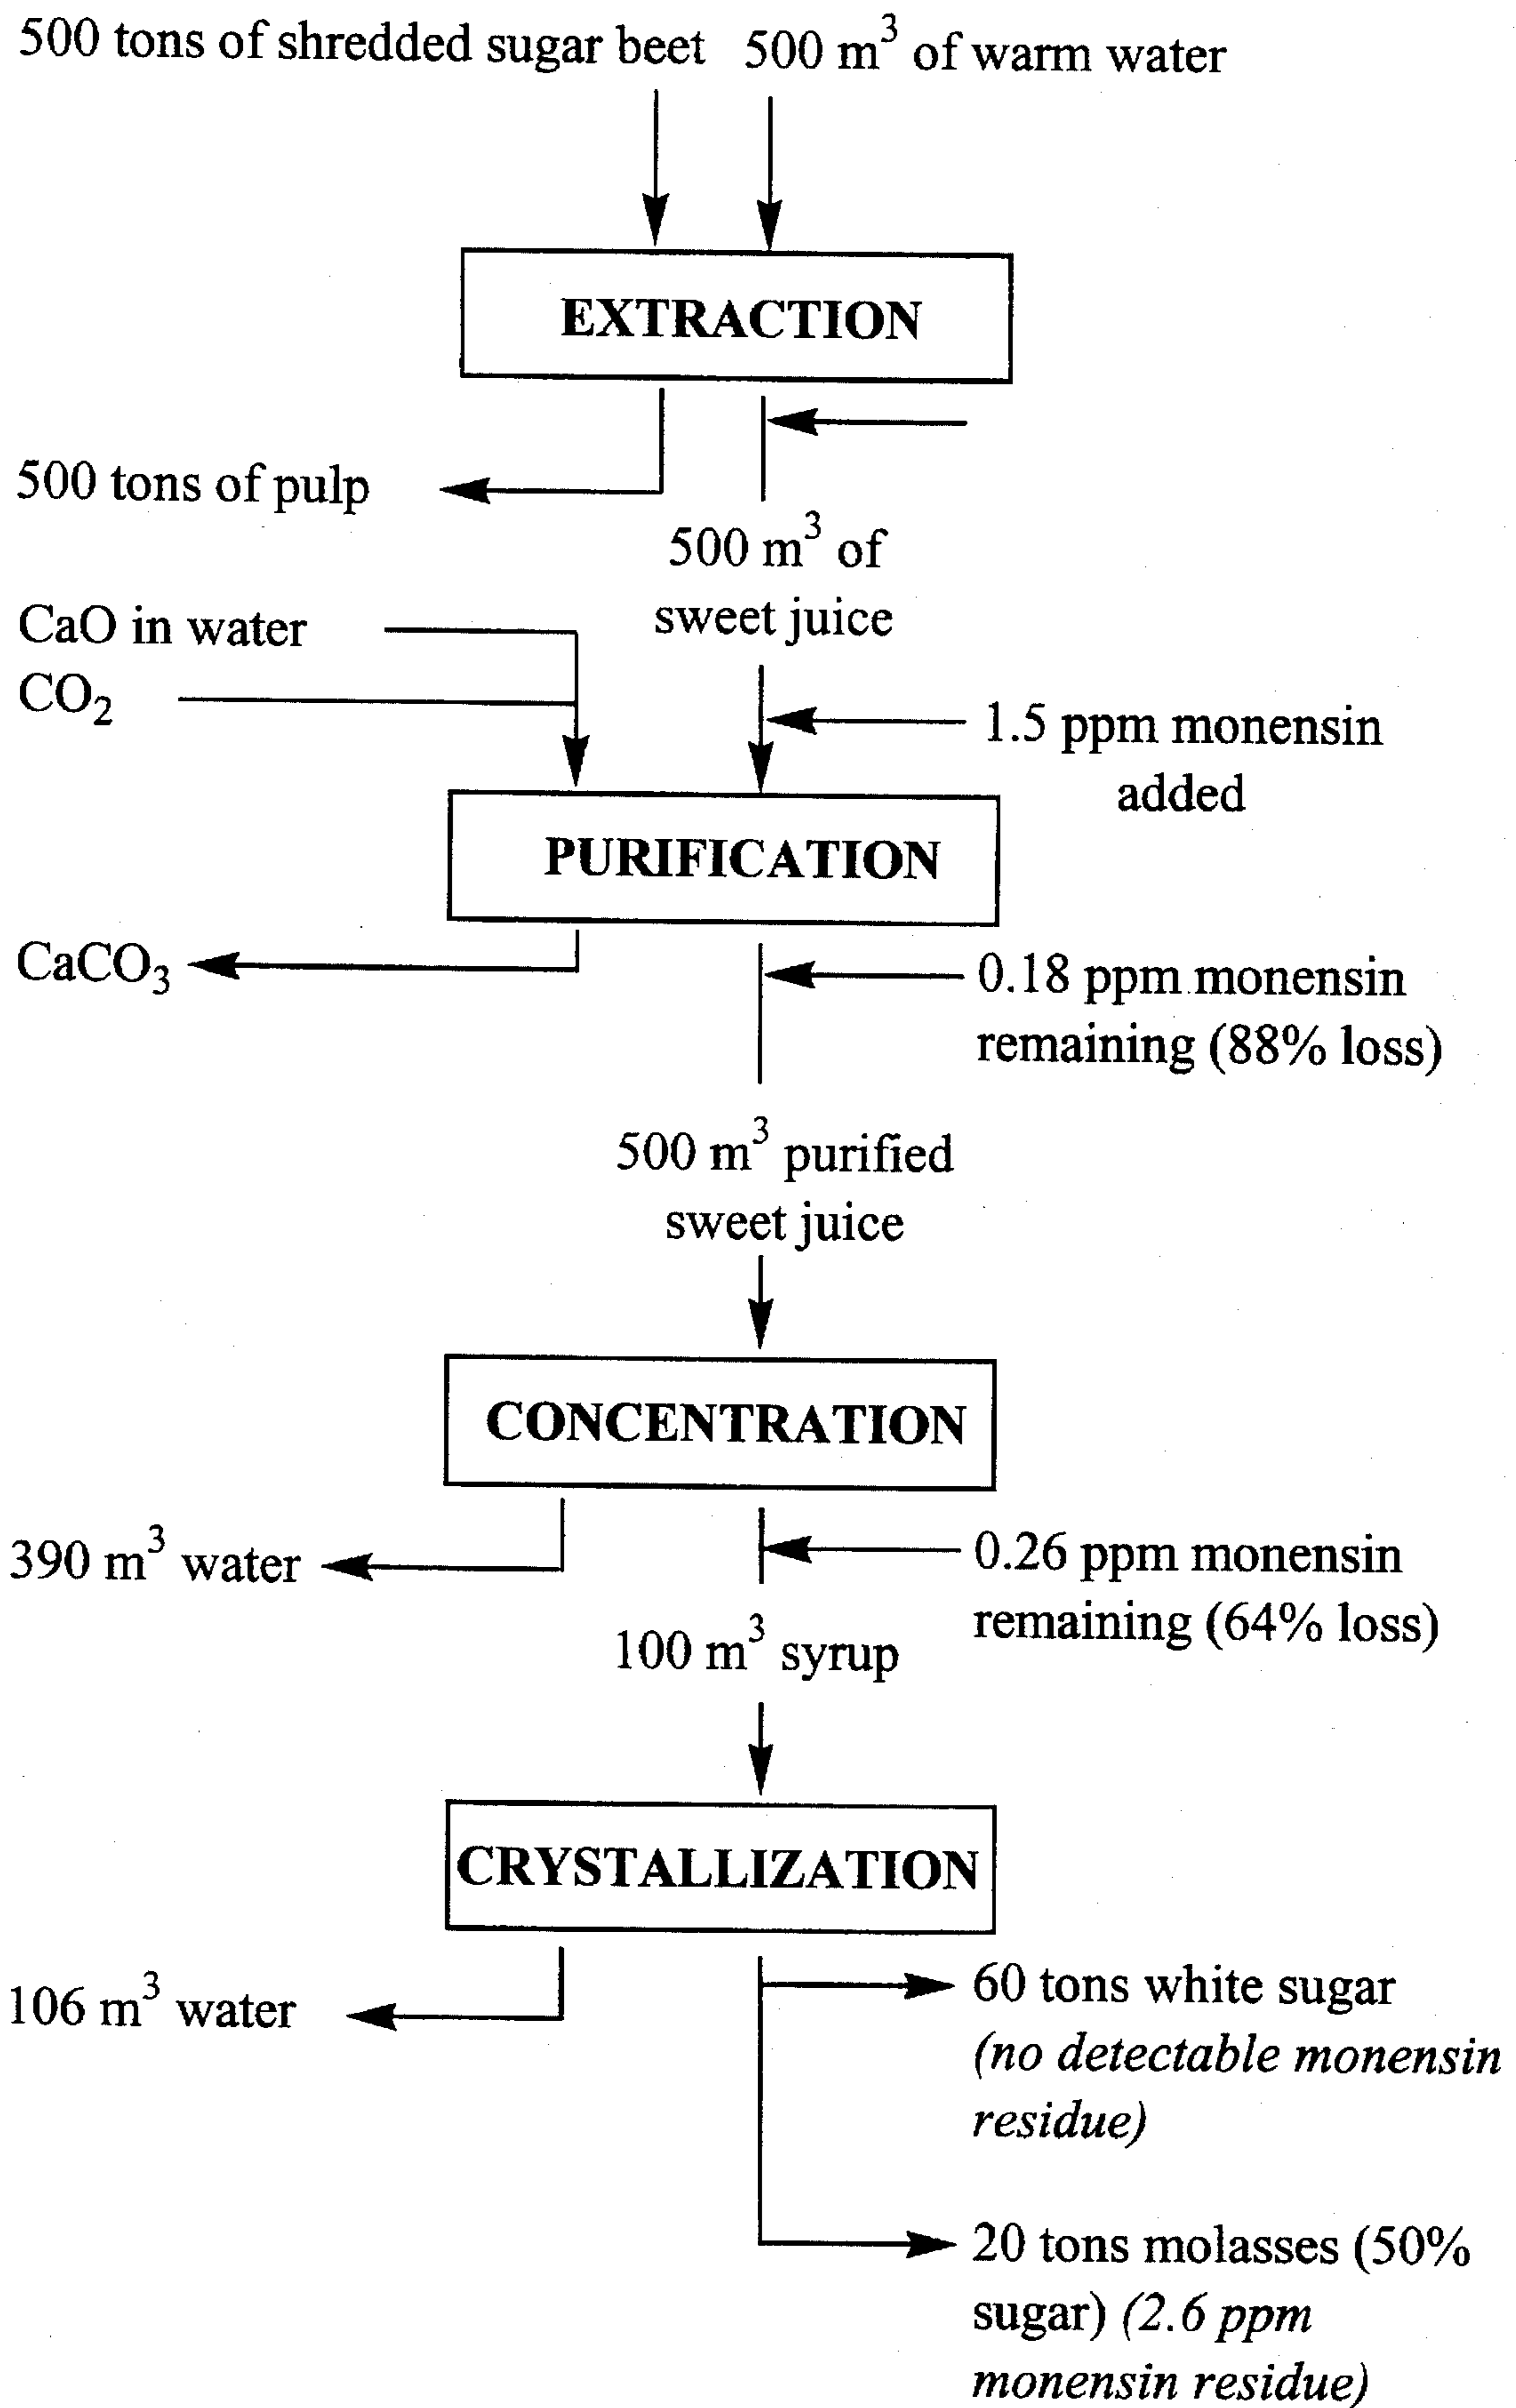 500 tons of shredded sugar beet 500 m³ of warm water
EXTRACTION
500 tons of pulp
500 m³ of
sweet juice
CaO in water
CO₂
1.5 ppm monensin
added
PURIFICATION
CaCO₃
0.18 ppm monensin
remaining (88% loss)
500 m³ purified
sweet juice
CONCENTRATION
390 m³ water
0.26 ppm monensin
remaining (64% loss)
100 m³ syrup
CRYSTALLIZATION
106 m³ water
60 tons white sugar
(no detectable monensin
residue)
20 tons molasses (50%
sugar) (2.6 ppm
monensin residue)